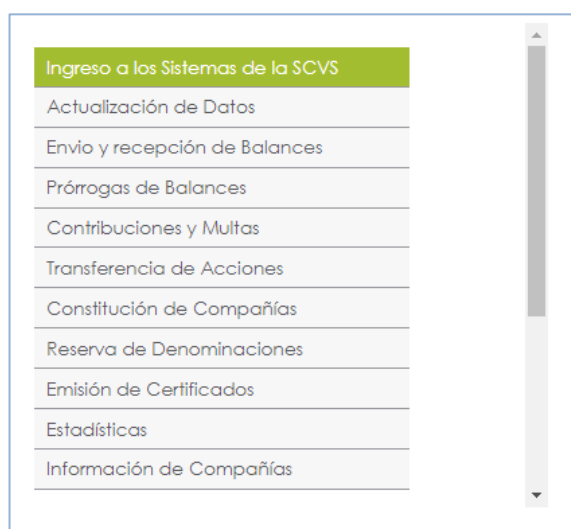 Ingreso a los Sistemas de la SCVS
Actualización de Datos
Envio y recepción de Balances
Prórrogas de Balances
Contribuciones y Multas
Transferencia de Acciones
Constitución de Compañías
Reserva de Denominaciones
Emisión de Certificados
Estadísticas
Información de Compañías